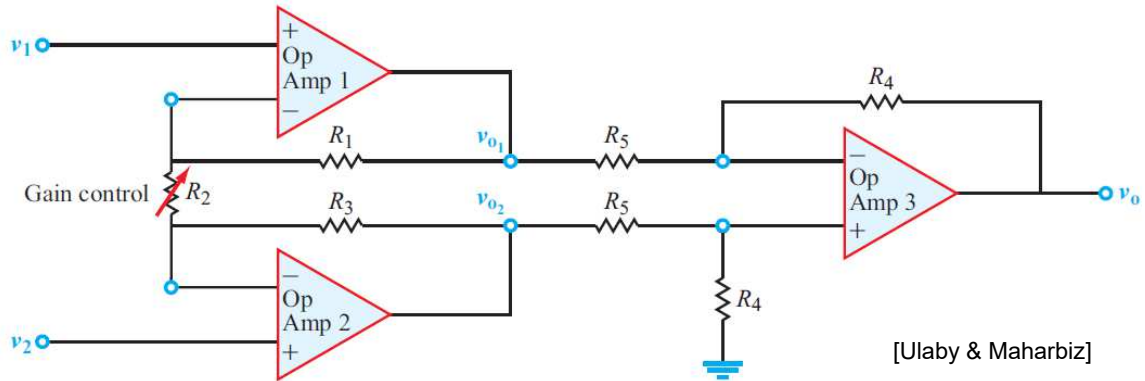 v1
+
Op
Amp 1
−
R1
vo1
R5
R4
Gain control
R2
R3
vo2
R5
−
Op
Amp 3
+
vo
−
Op
Amp 2
+
v2
R4
[Ulaby & Maharbiz]